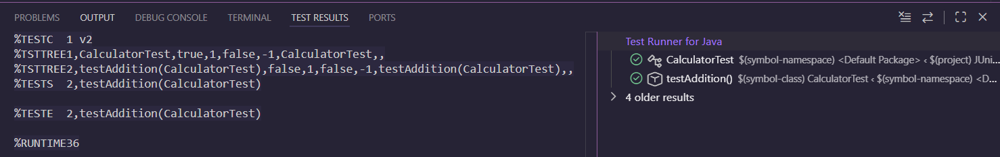 PROBLEMS OUTPUT DEBUG CONSOLE TERMINAL TEST RESULTS PORTS
%TESTC  1 v2
%TSTTREE1,CalculatorTest,true,1,false,-1,CalculatorTest,,
%TSTTREE2,testAddition(CalculatorTest),false,1,false,-1,testAddition(CalculatorTest),,
%TESTS  2,testAddition(CalculatorTest)
%TESTE  2,testAddition(CalculatorTest)
%RUNTIME36
Test Runner for Java
CalculatorTest $(symbol-namespace) <Default Package> ‹ $(project) JUni...
testAddition() $(symbol-class) CalculatorTest ‹ $(symbol-namespace) <D...
4 older results